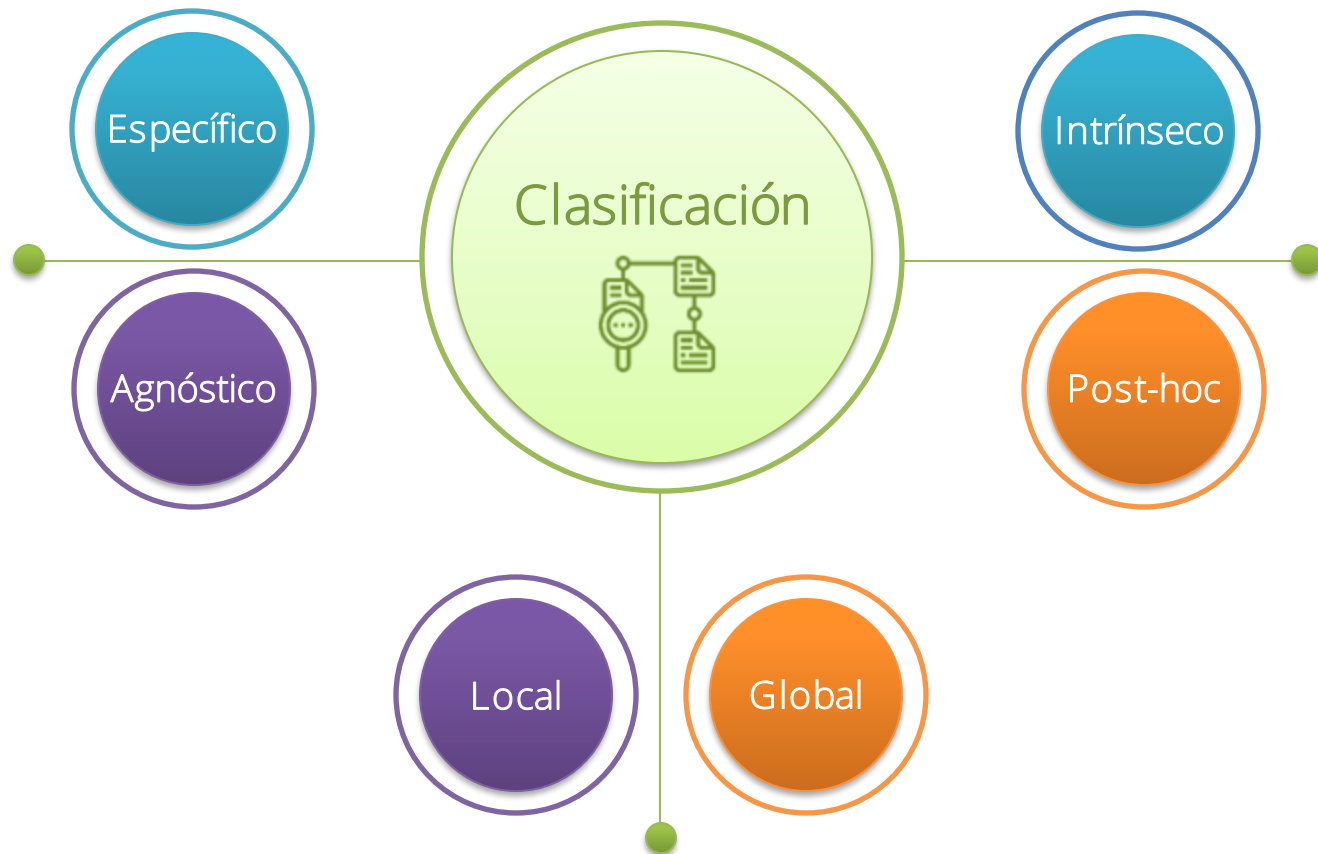 Específico
Clasificación
Intrínseco
Agnóstico
Post-hoc
Local
Global